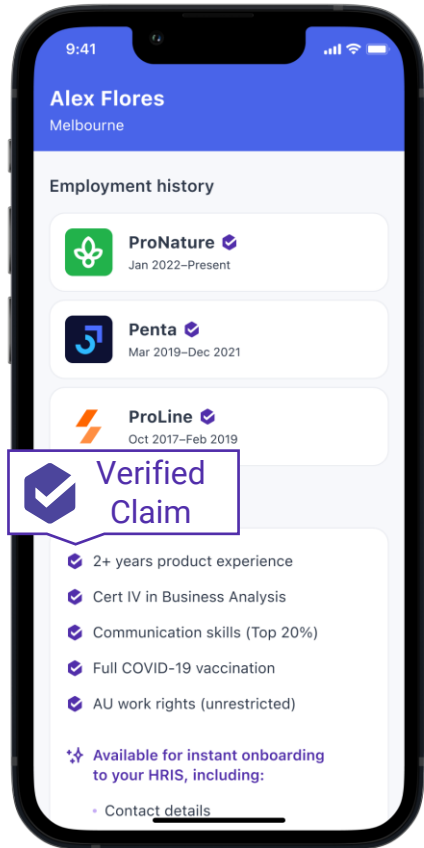 9:41
Alex Flores
Melbourne
Employment history
ProNature
Jan 2022–Present
Penta
Mar 2019–Dec 2021
ProLine
Oct 2017–Feb 2019
Verified
Claim
2+ years product experience
Cert IV in Business Analysis
Communication skills (Top 20%)
Full COVID-19 vaccination
AU work rights (unrestricted)
Available for instant onboarding
to your HRIS, including:
• Contact details